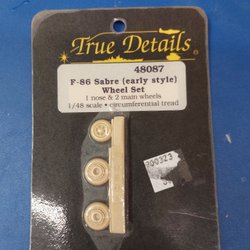 True Details
48087
F-86 Sabre (early style)
Wheel Set
1 nose & 2 main wheels
1/48 scale • circumferential tread